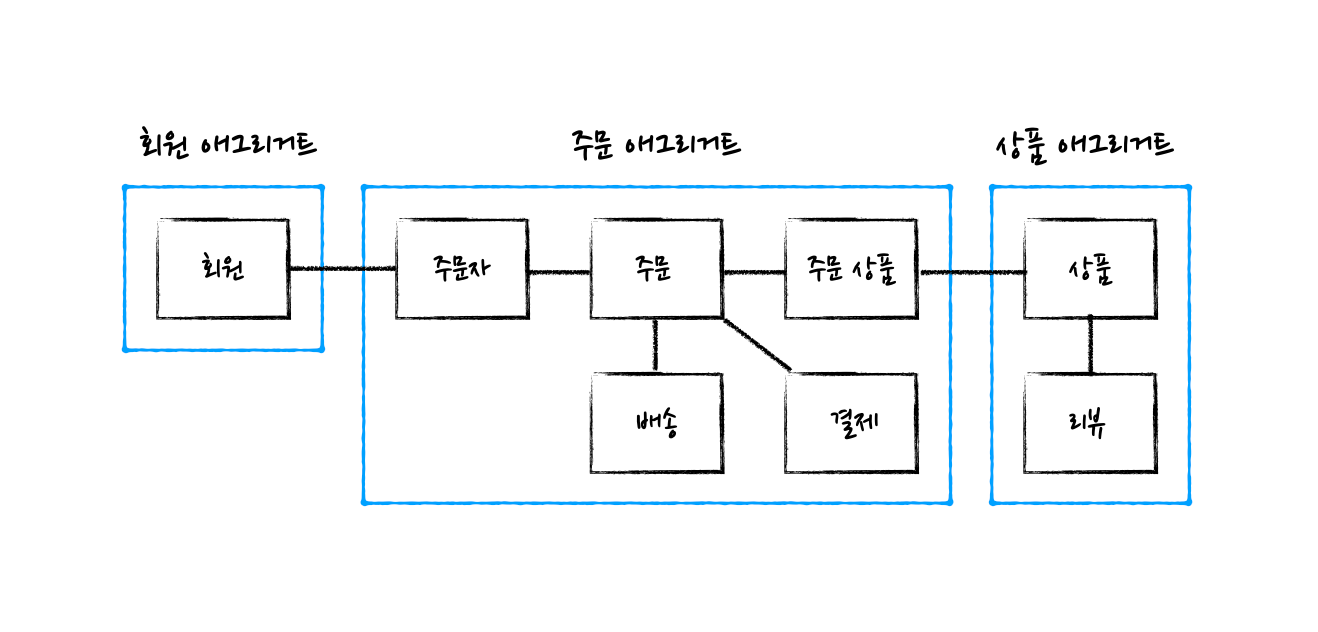 회원 애그리거트
주문 애그리거트
상품 애그리거트
회원
주문자
주문
주문 상품
상품
배송
결제
리뷰